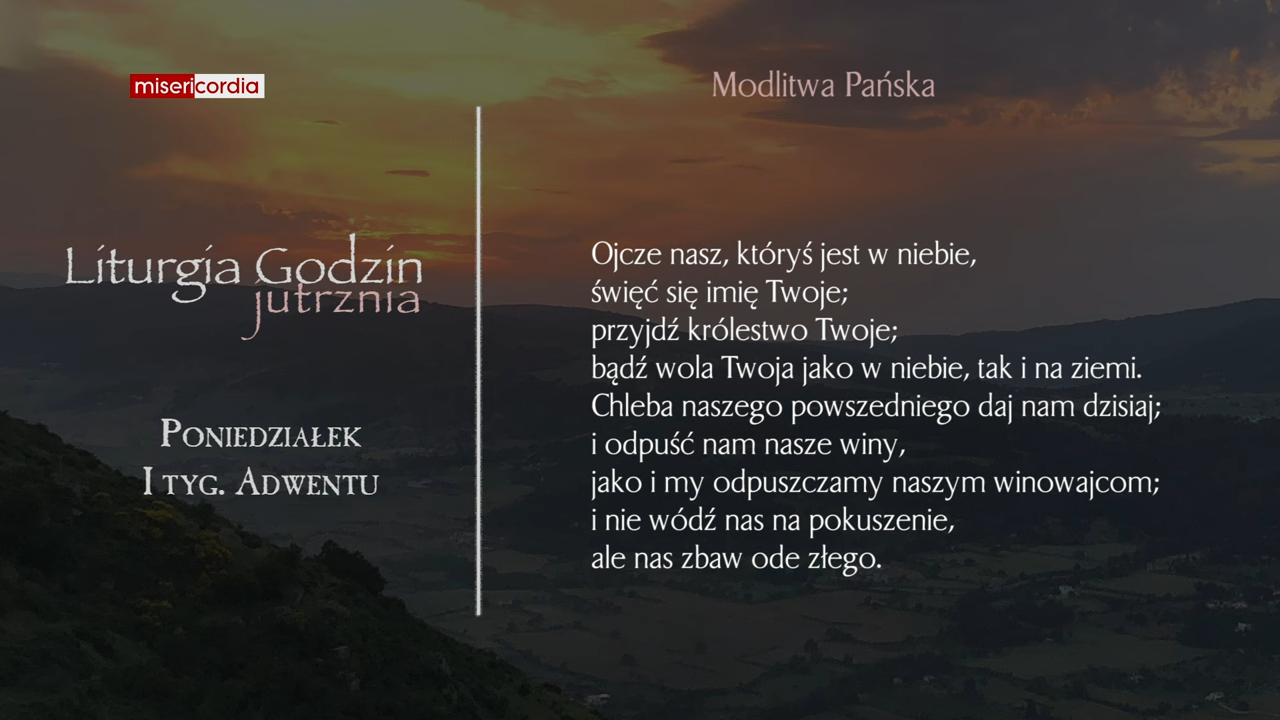 misericordia
Liturgia Godzin
jutrznia
Poniedziałek
I tyg. Adwentu
Modlitwa Pańska
Ojcze nasz, któryś jest w niebie,
święć się imię Twoje;
przyjdź królestwo Twoje;
bądź wola Twoja jako w niebie, tak i na ziemi.
Chleba naszego powszedniego daj nam dzisiaj;
i odpuść nam nasze winy,
jako i my odpuszczamy naszym winowajcom;
i nie wódź nas na pokuszenie,
ale nas zbaw ode złego.